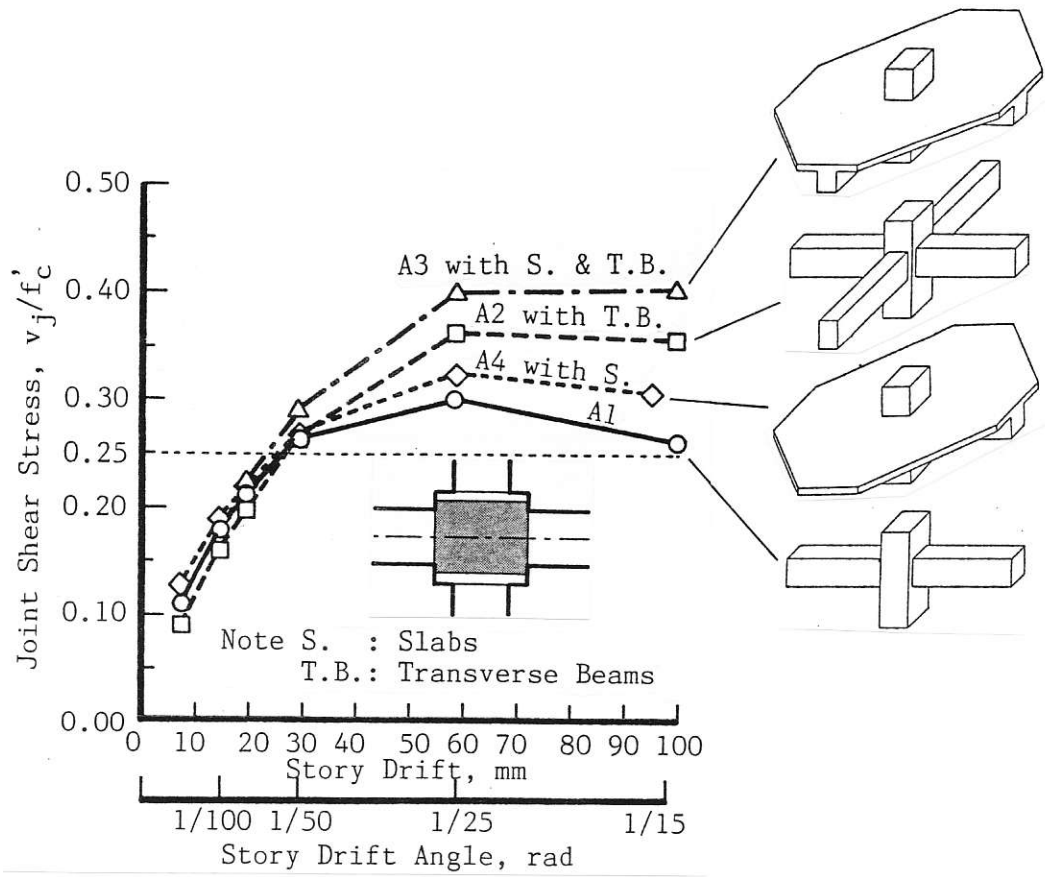 Joint Shear Stress, vj/f'c
0.50
0.40
0.30
0.25
0.20
0.10
0.00
A3 with S. & T.B.
A2 with T.B.
A4 with S.
A1
Note S. : Slabs
T.B.: Transverse Beams
0 10 20 30 40 50 60 70 80 90 100
Story Drift, mm
1/100 1/50 1/25 1/15
Story Drift Angle, rad